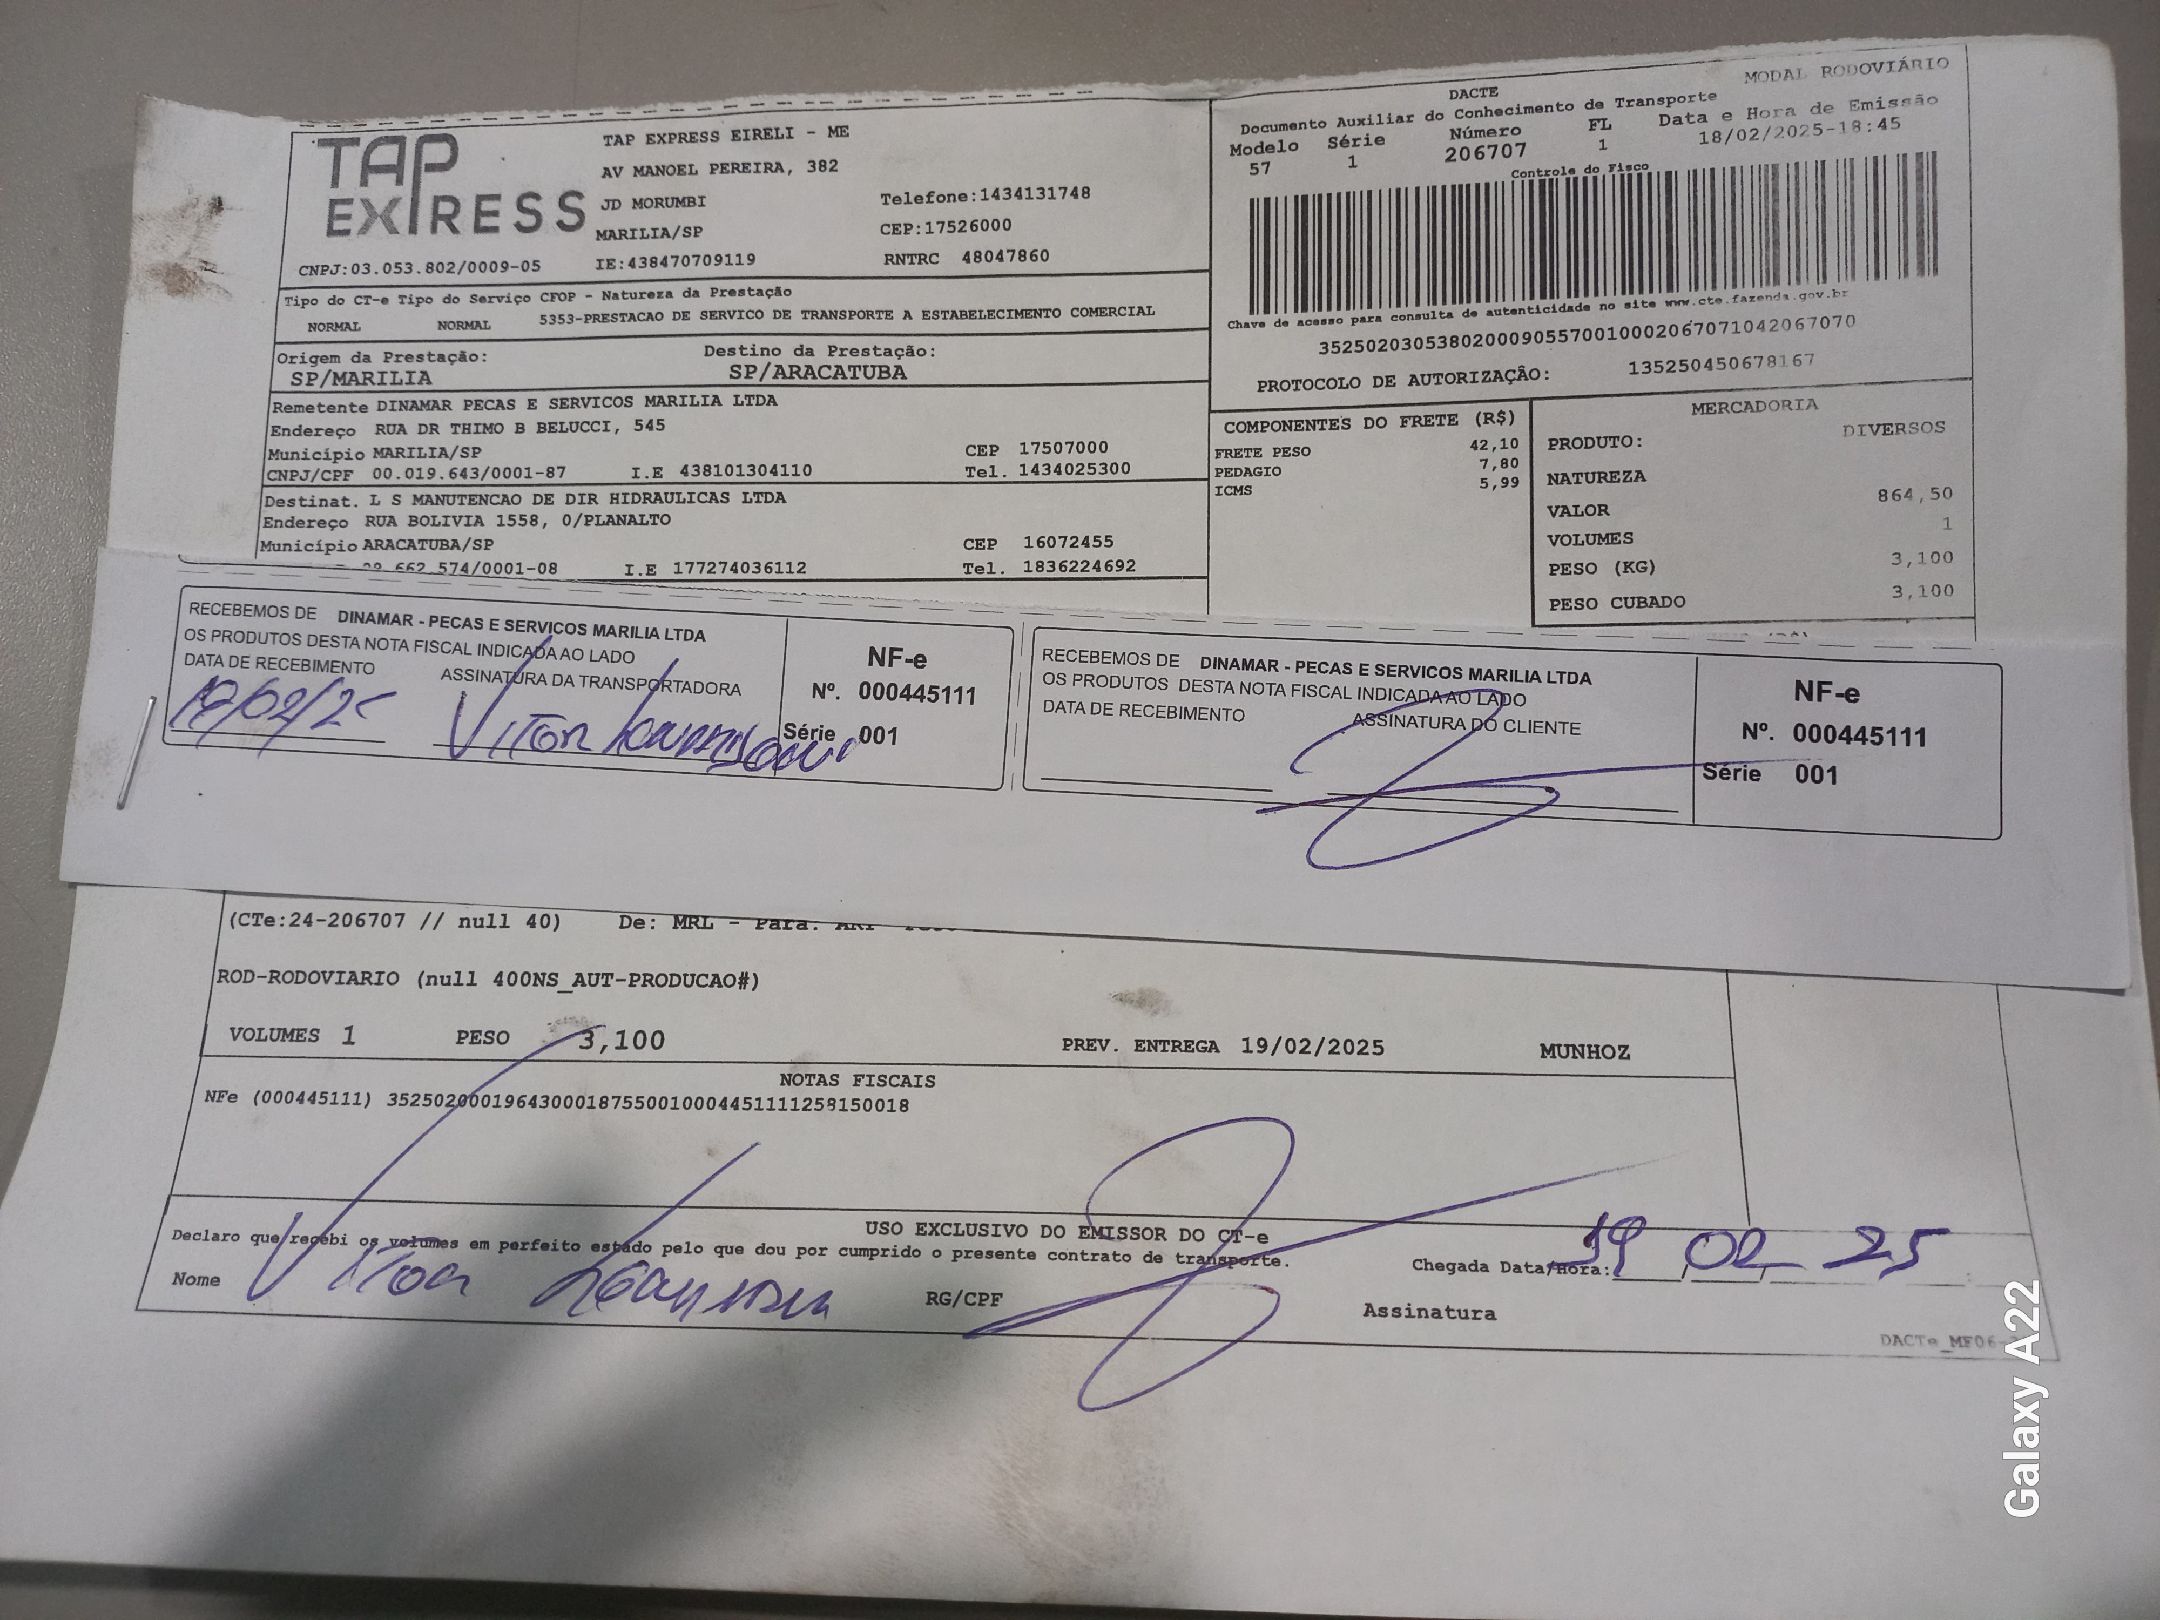 TAP EXPRESS
TAP EXPRESS EIRELI - ME
AV MANOEL PEREIRA, 382
JD MORUMBI Telefone:1434131748
MARILIA/SP CEP:17526000
CNPJ:03.053.802/0009-05 IE:438470709119 RNTRC 48047860
MODAL RODOVIÁRIO
DACTE
Documento Auxiliar do Conhecimento de Transporte
Modelo Série Número FL Data e Hora de Emissão
57 1 206707 1 18/02/2025-18:45
Controle do Fisco
Chave de acesso para consulta de autenticidade no site www.cte.fazenda.gov.br
35250203053802000905570010002067071042067070
PROTOCOLO DE AUTORIZAÇÃO: 135250450678167
Tipo do CT-e Tipo do Serviço CFOP - Natureza da Prestação
NORMAL NORMAL 5353-PRESTACAO DE SERVICO DE TRANSPORTE A ESTABELECIMENTO COMERCIAL
Origem da Prestação: Destino da Prestação:
SP/MARILIA SP/ARACATUBA
Remetente DINAMAR PECAS E SERVICOS MARILIA LTDA
Endereço RUA DR THIMO B BELUCCI, 545
Município MARILIA/SP CEP 17507000
CNPJ/CPF 00.019.643/0001-87 I.E 438101304110 Tel. 1434025300
Destinat. L S MANUTENCAO DE DIR HIDRAULICAS LTDA
Endereço RUA BOLIVIA 1558, 0/PLANALTO
Município ARACATUBA/SP CEP 16072455
662 574/0001-08 I.E 177274036112 Tel. 1836224692
COMPONENTES DO FRETE (R$)
FRETE PESO 42,10
PEDAGIO 7,80
ICMS 5,99
MERCADORIA
PRODUTO: DIVERSOS
NATUREZA
VALOR 864,50
VOLUMES 1
PESO (KG) 3,100
PESO CUBADO 3,100
RECEBEMOS DE DINAMAR - PECAS E SERVICOS MARILIA LTDA
OS PRODUTOS DESTA NOTA FISCAL INDICADA AO LADO
DATA DE RECEBIMENTO ASSINATURA DA TRANSPORTADORA
Vitor
NF-e
Nº. 000445111
Série 001
RECEBEMOS DE DINAMAR - PECAS E SERVICOS MARILIA LTDA
OS PRODUTOS DESTA NOTA FISCAL INDICADA AO LADO
DATA DE RECEBIMENTO ASSINATURA DO CLIENTE
NF-e
Nº. 000445111
Série 001
(CTe:24-206707 // null 40) De: MRL - Para:
ROD-RODOVIARIO (null 400NS_AUT-PRODUCAO#)
VOLUMES 1 PESO 3,100 PREV. ENTREGA 19/02/2025 MUNHOZ
NOTAS FISCAIS
NFe (000445111) 35250200019643000187550010004451111258150018
USO EXCLUSIVO DO EMISSOR DO CT-e
Declaro que recebi os volumes em perfeito estado pelo que dou por cumprido o presente contrato de transporte.
Chegada Data/Hora: 19 02 25
Nome Vitor RG/CPF Assinatura
Galaxy A22